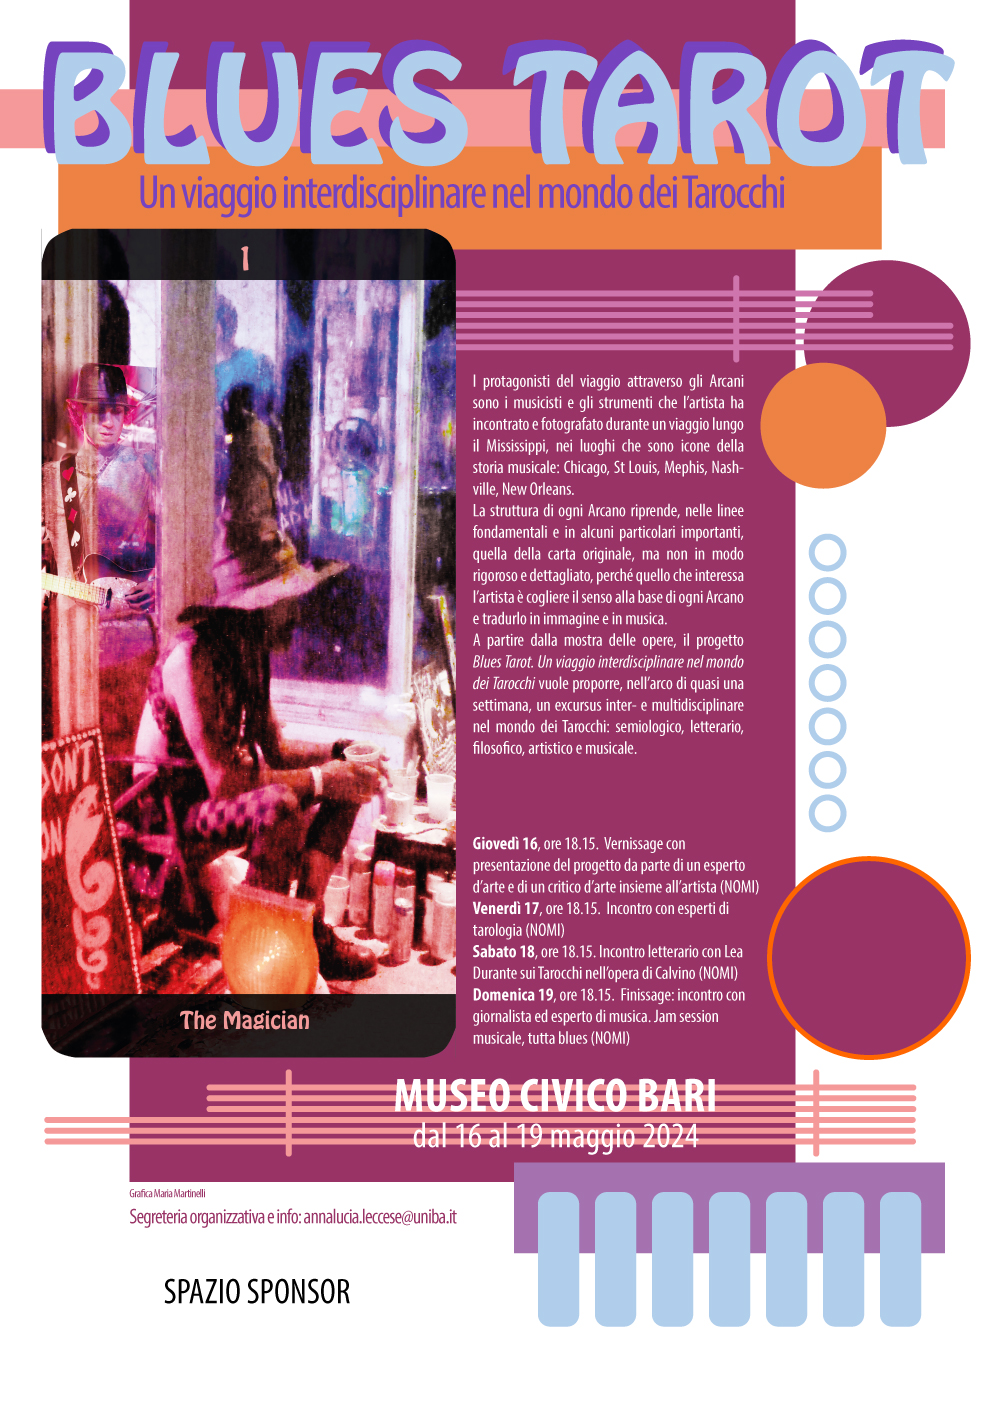 BLUES TAROT
Un viaggio interdisciplinare nel mondo dei Tarocchi
1
I protagonisti del viaggio attraverso gli Arcani
sono i musicisti e gli strumenti che l'artista ha
incontrato e fotografato durante un viaggio lungo
il Mississippi, nei luoghi che sono icone della
storia musicale: Chicago, St Louis, Mephis, Nash-
ville, New Orleans.
La struttura di ogni Arcano riprende, nelle linee
fondamentali e in alcuni particolari importanti,
quella della carta originale, ma non in modo
rigoroso e dettagliato, perché quello che interessa
l'artista è cogliere il senso alla base di ogni Arcano
e tradurlo in immagine e in musica.
A partire dalla mostra delle opere, il progetto
Blues Tarot. Un viaggio interdisciplinare nel mondo
dei Tarocchi vuole proporre, nell'arco di quasi una
settimana, un excursus inter- e multidisciplinare
nel mondo dei Tarocchi: semiologico, letterario,
filosofico, artistico e musicale.
Giovedì 16, ore 18.15. Vernissage con
presentazione del progetto da parte di un esperto
d'arte e di un critico d'arte insieme all'artista (NOMI)
Venerdì 17, ore 18.15. Incontro con esperti di
tarologia (NOMI)
Sabato 18, ore 18.15. Incontro letterario con Lea
Durante sui Tarocchi nell'opera di Calvino (NOMI)
Domenica 19, ore 18.15. Finissage: incontro con
giornalista ed esperto di musica. Jam session
musicale, tutta blues (NOMI)
The Magician
MUSEO CIVICO BARI
dal 16 al 19 maggio 2024
Grafica Maria Martinelli
Segreteria organizzativa e info: annalucia.leccese@uniba.it
SPAZIO SPONSOR